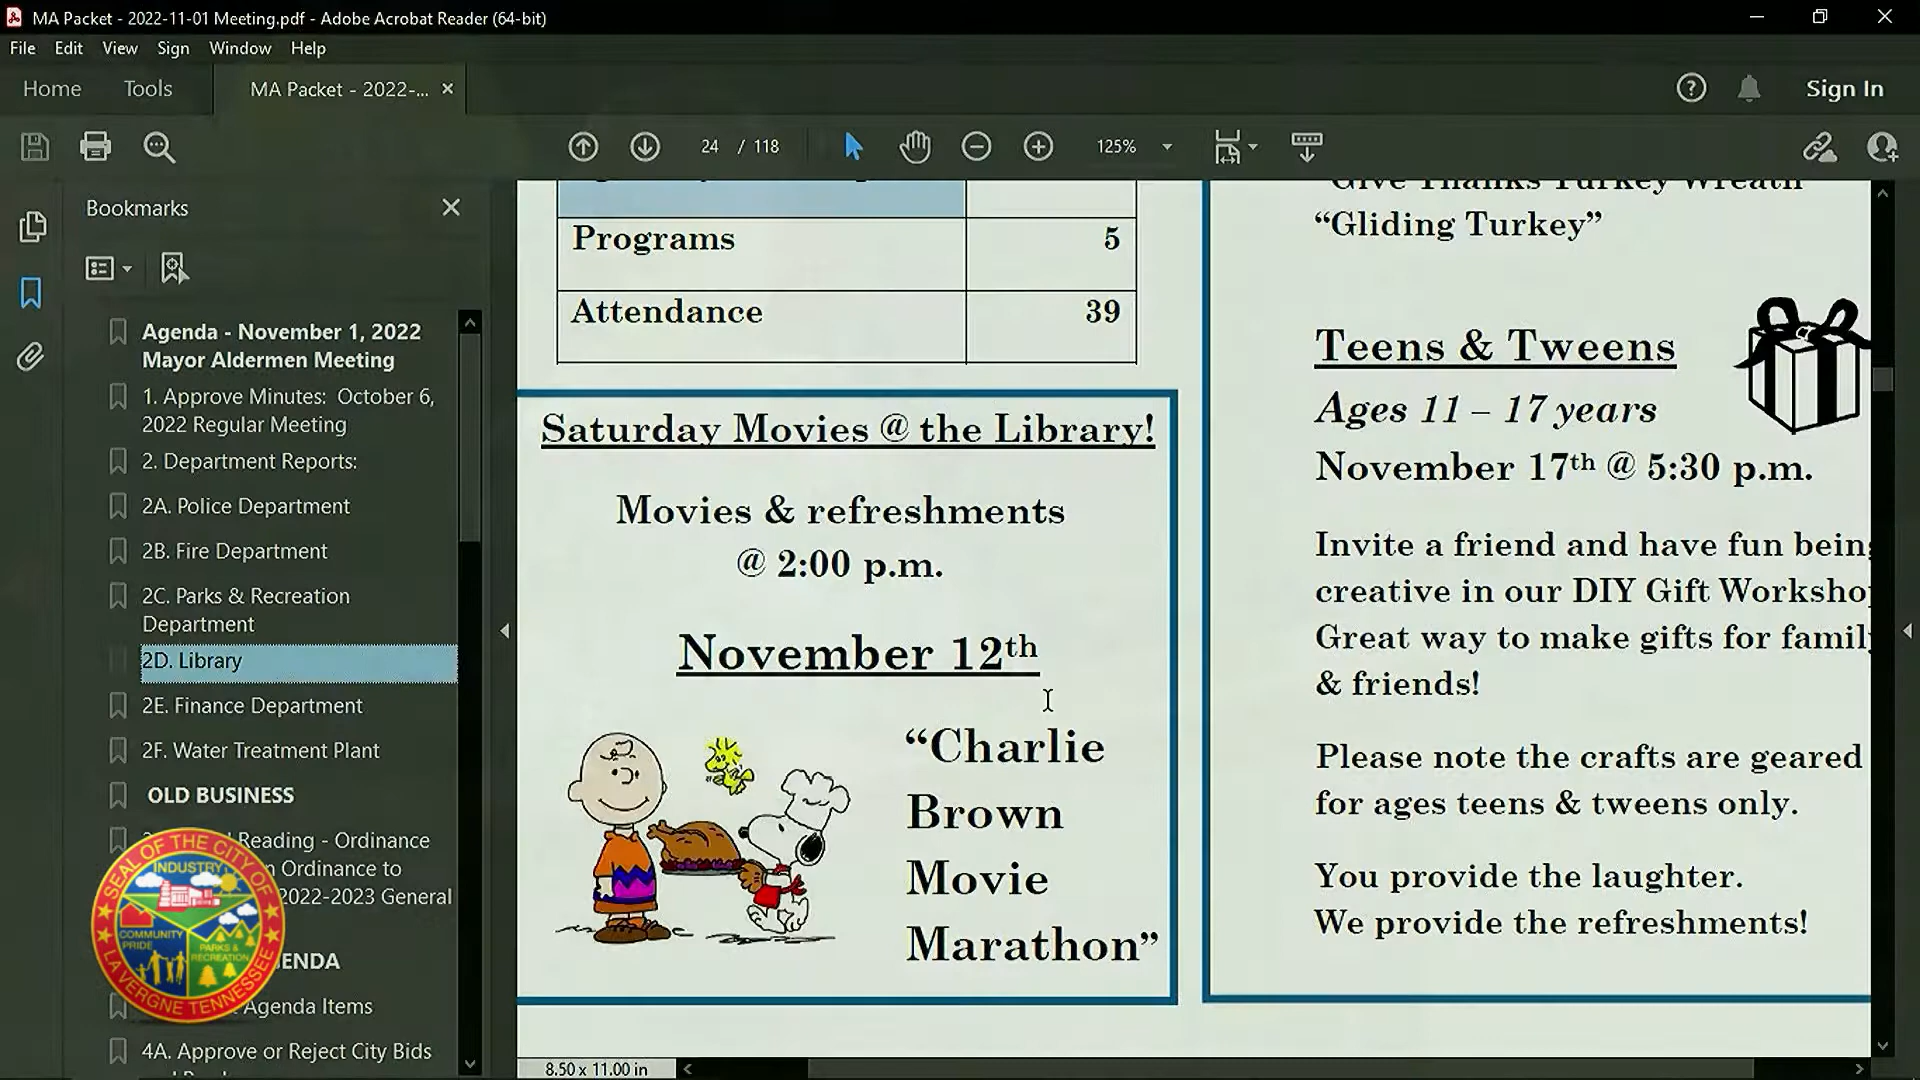 MA Packet - 2022-11-01 Meeting.pdf - Adobe Acrobat Reader (64-bit)
File Edit View Sign Window Help
Home Tools MA Packet - 2022-... × Sign In
24 / 118 125%
Bookmarks
Agenda - November 1, 2022
Mayor Aldermen Meeting
1. Approve Minutes: October 6,
2022 Regular Meeting
2. Department Reports:
2A. Police Department
2B. Fire Department
2C. Parks & Recreation
Department
2D. Library
2E. Finance Department
2F. Water Treatment Plant
OLD BUSINESS
Reading - Ordinance
Ordinance to
2022-2023 General
Agenda Items
4A. Approve or Reject City Bids
SEAL OF THE CITY OF
LA VERGNE TENNESSEE
INDUSTRY
COMMUNITY
PRIDE
PARKS &
RECREATION
Programs 5
Attendance 39
Saturday Movies @ the Library!
Movies & refreshments
@ 2:00 p.m.
November 12th
“Charlie
Brown
Movie
Marathon”
Give Thanks Turkey Wreath
“Gliding Turkey”
Teens & Tweens
Ages 11 – 17 years
November 17th @ 5:30 p.m.
Invite a friend and have fun bein
creative in our DIY Gift Worksho
Great way to make gifts for famil
& friends!
Please note the crafts are geared
for ages teens & tweens only.
You provide the laughter.
We provide the refreshments!
8.50 x 11.00 in